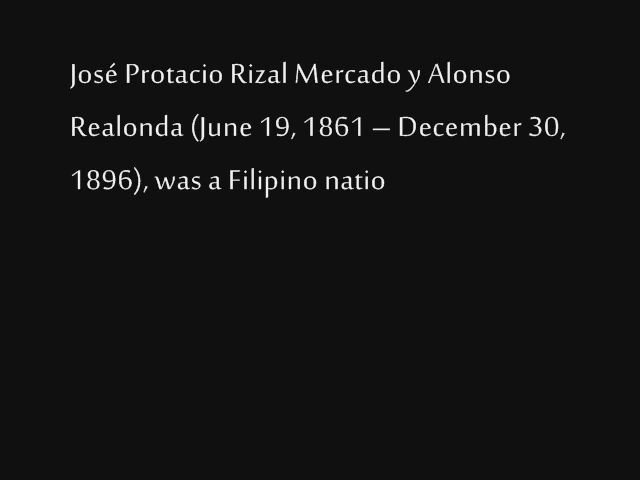 José Protacio Rizal Mercado y Alonso
Realonda (June 19, 1861 – December 30,
1896), was a Filipino natio